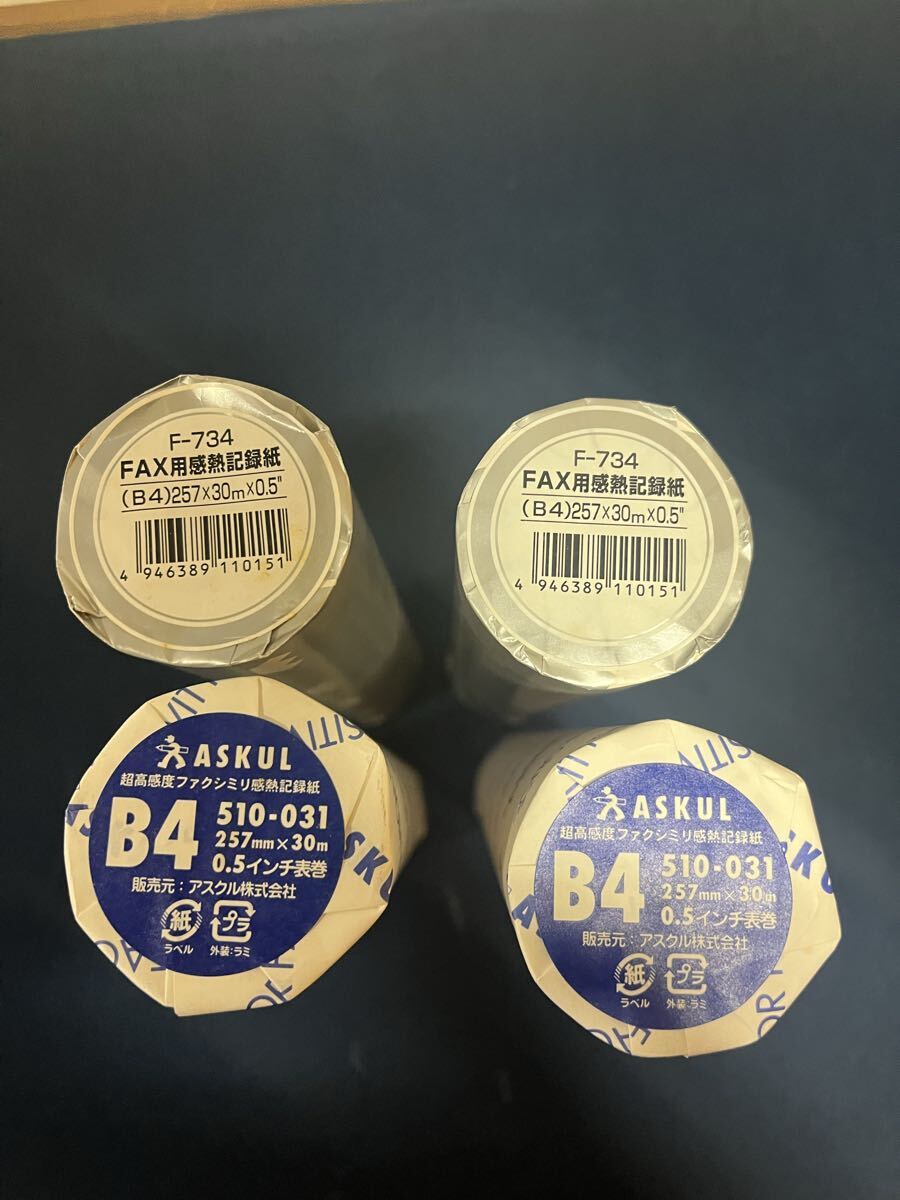 F-734
FAX用感熱記録紙
(B4)257×30m×0.5"
4 946389 110151
F-734
FAX用感熱記録紙
(B4)257×30m×0.5"
4 946389 110151
ASKUL
超高感度ファクシミリ感熱記録紙
B4 510-031
257mm×30m
0.5インチ表巻
販売元：アスクル株式会社
紙 プラ
ラベル 外装:ラミ
ASKUL
超高感度ファクシミリ感熱記録紙
B4 510-031
257mm×30m
0.5インチ表巻
販売元：アスクル株式会社
紙 プラ
ラベル 外装:ラミ